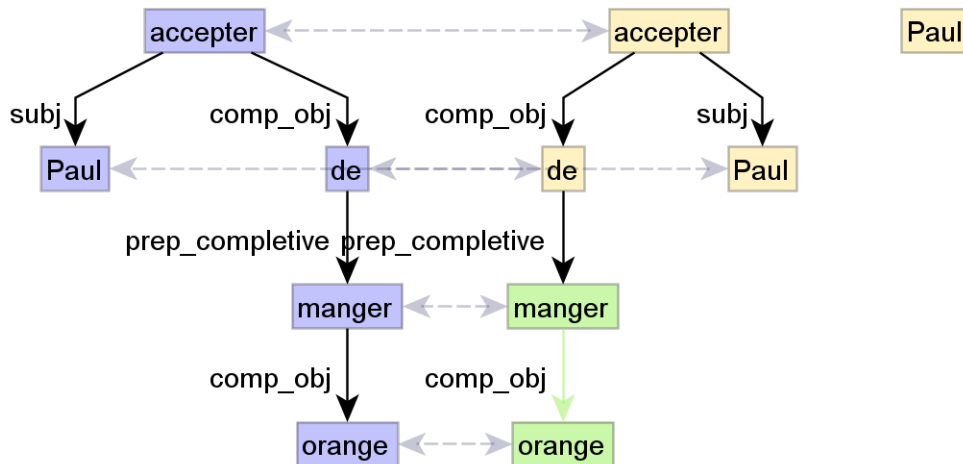 accepter accepter Paul
subj comp_obj comp_obj subj
Paul de de Paul
prep_completive prep_completive
manger manger
comp_obj comp_obj
orange orange